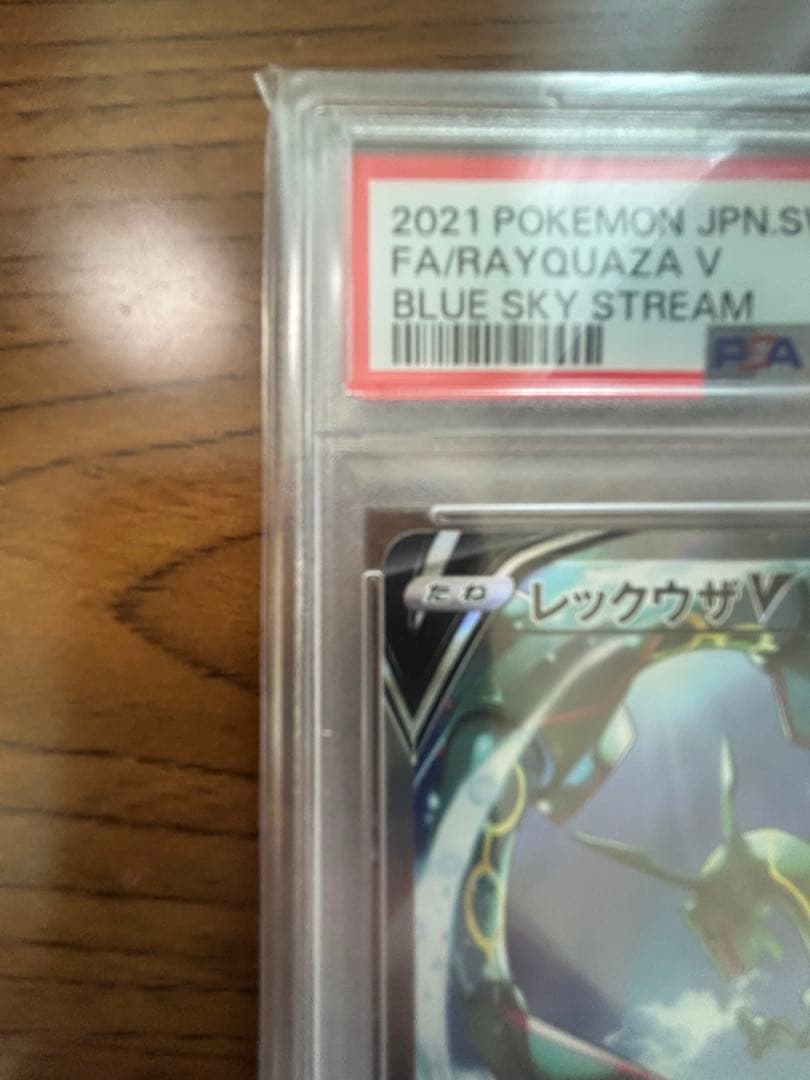 2021 POKEMON JPN.SW
FA/RAYQUAZA V
BLUE SKY STREAM
PSA
たね レックウザV